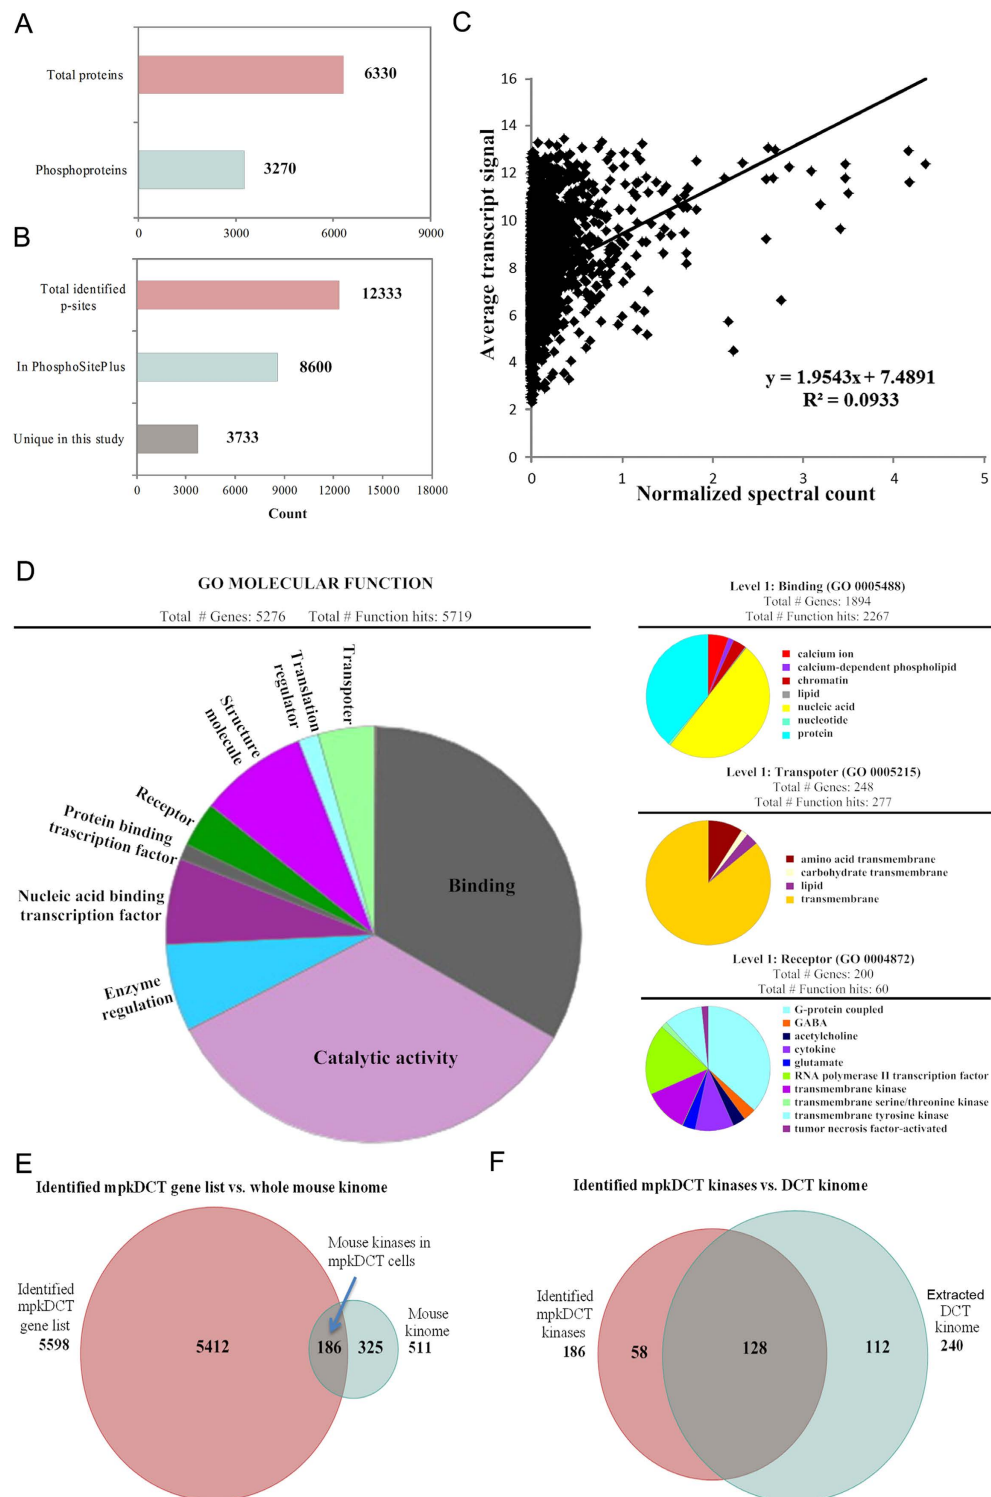 A
Total proteins
6330
Phosphoproteins
3270
0 3000 6000 9000
B
Total identified
p-sites
12333
In PhosphoSitePlus
8600
Unique in this study
3733
0 3000 6000 9000 12000 15000 18000
Count
C
Average transcript signal
16
14
12
10
8
6
4
2
0
y = 1.9543x + 7.4891
R² = 0.0933
0 1 2 3 4 5
Normalized spectral count
D
GO MOLECULAR FUNCTION
Total # Genes: 5276 Total # Function hits: 5719
Binding
Catalytic activity
Enzyme
regulation
Nucleic acid binding
transcription factor
Protein binding
trascription factor
Receptor
Structure
molecule
Translation
regulator
Transpoter
Level 1: Binding (GO 0005488)
Total # Genes: 1894
Total # Function hits: 2267
calcium ion
calcium-dependent phospholipid
chromatin
lipid
nucleic acid
nucleotide
protein
Level 1: Transpoter (GO 0005215)
Total # Genes: 248
Total # Function hits: 277
amino acid transmembrane
carbohydrate transmembrane
lipid
transmembrane
Level 1: Receptor (GO 0004872)
Total # Genes: 200
Total # Function hits: 60
G-protein coupled
GABA
acetylcholine
cytokine
glutamate
RNA polymerse II transcription factor
transmembrane kinase
transmembrane serine/threonine kinase
transmembrane tyrosine kinase
tumor necrosis factor-activated
E
Identified mpkDCT gene list vs. whole mouse kinome
Mouse kinases in
mpkDCT cells
Identified
mpkDCT
gene list
5598
5412
186
325
Mouse
kinome
511
F
Identified mpkDCT kinases vs. DCT kinome
Identified
mpkDCT
kinases
186
58
128
112
Extracted
DCT
kinome
240